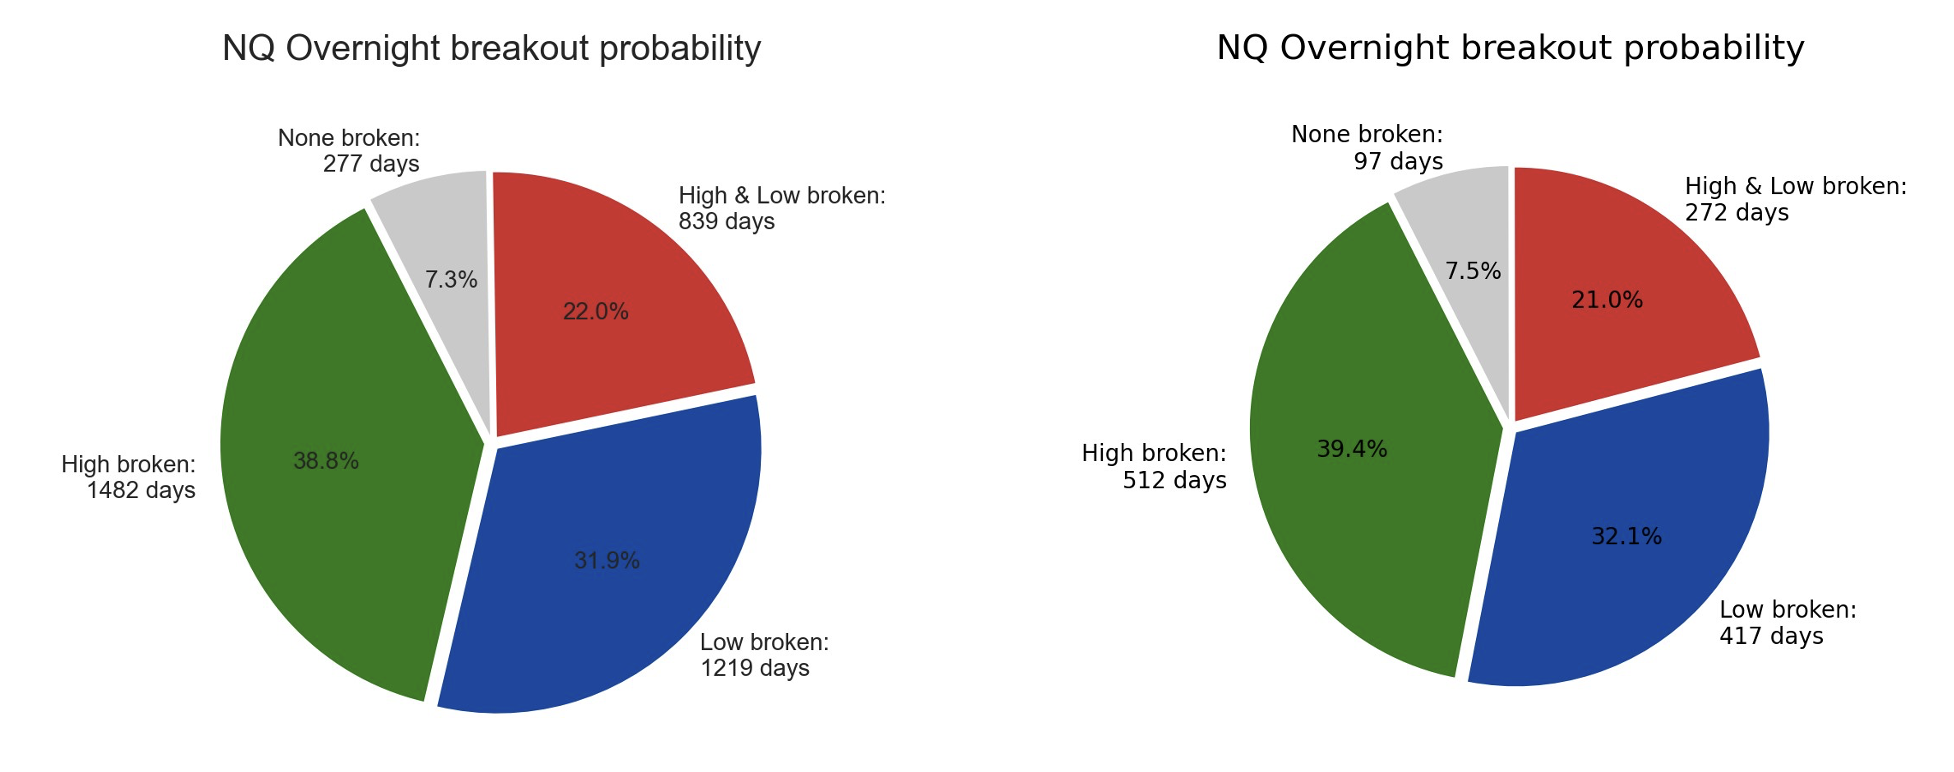 NQ Overnight breakout probability
None broken:
277 days
High & Low broken:
839 days
7.3%
22.0%
High broken:
1482 days
38.8%
31.9%
Low broken:
1219 days
NQ Overnight breakout probability
None broken:
97 days
High & Low broken:
272 days
7.5%
21.0%
High broken:
512 days
39.4%
32.1%
Low broken:
417 days